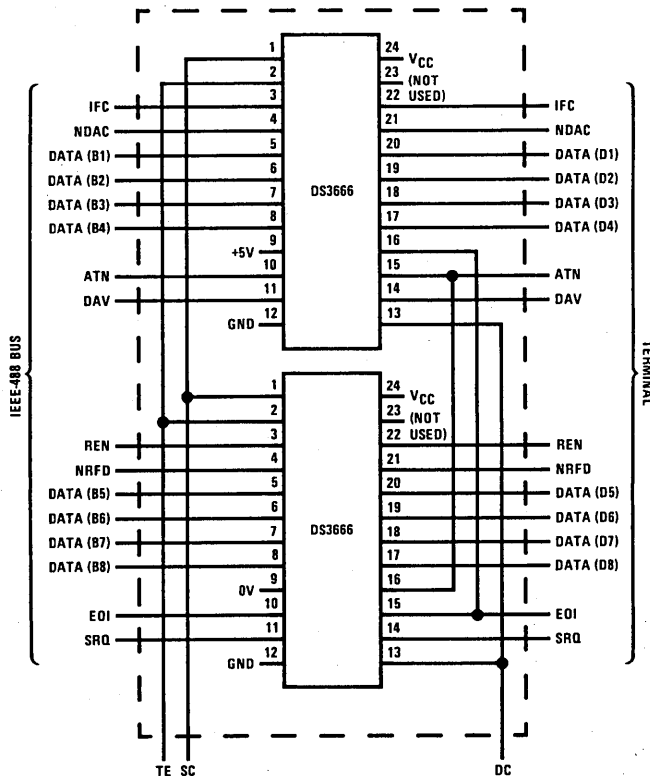 1 24 VCC
2 23 (NOT
3 22 USED)
IFC IFC
4 21
NDAC NDAC
5 20
DATA (B1) DATA (D1)
6 19
DATA (B2) DATA (D2)
7 DS3666 18
DATA (B3) DATA (D3)
8 17
DATA (B4) DATA (D4)
9 16
+5V
10 15
ATN ATN
11 14
DAV DAV
12 13
GND
IEEE-488 BUS
TERMINAL
1 24 VCC
2 23 (NOT
3 22 USED)
REN REN
4 21
NRFD NRFD
5 20
DATA (B5) DATA (D5)
6 19
DATA (B6) DATA (D6)
7 DS3666 18
DATA (B7) DATA (D7)
8 17
DATA (B8) DATA (D8)
9 16
0V
10 15
EOI EOI
11 14
SRQ SRQ
12 13
GND
TE SC DC